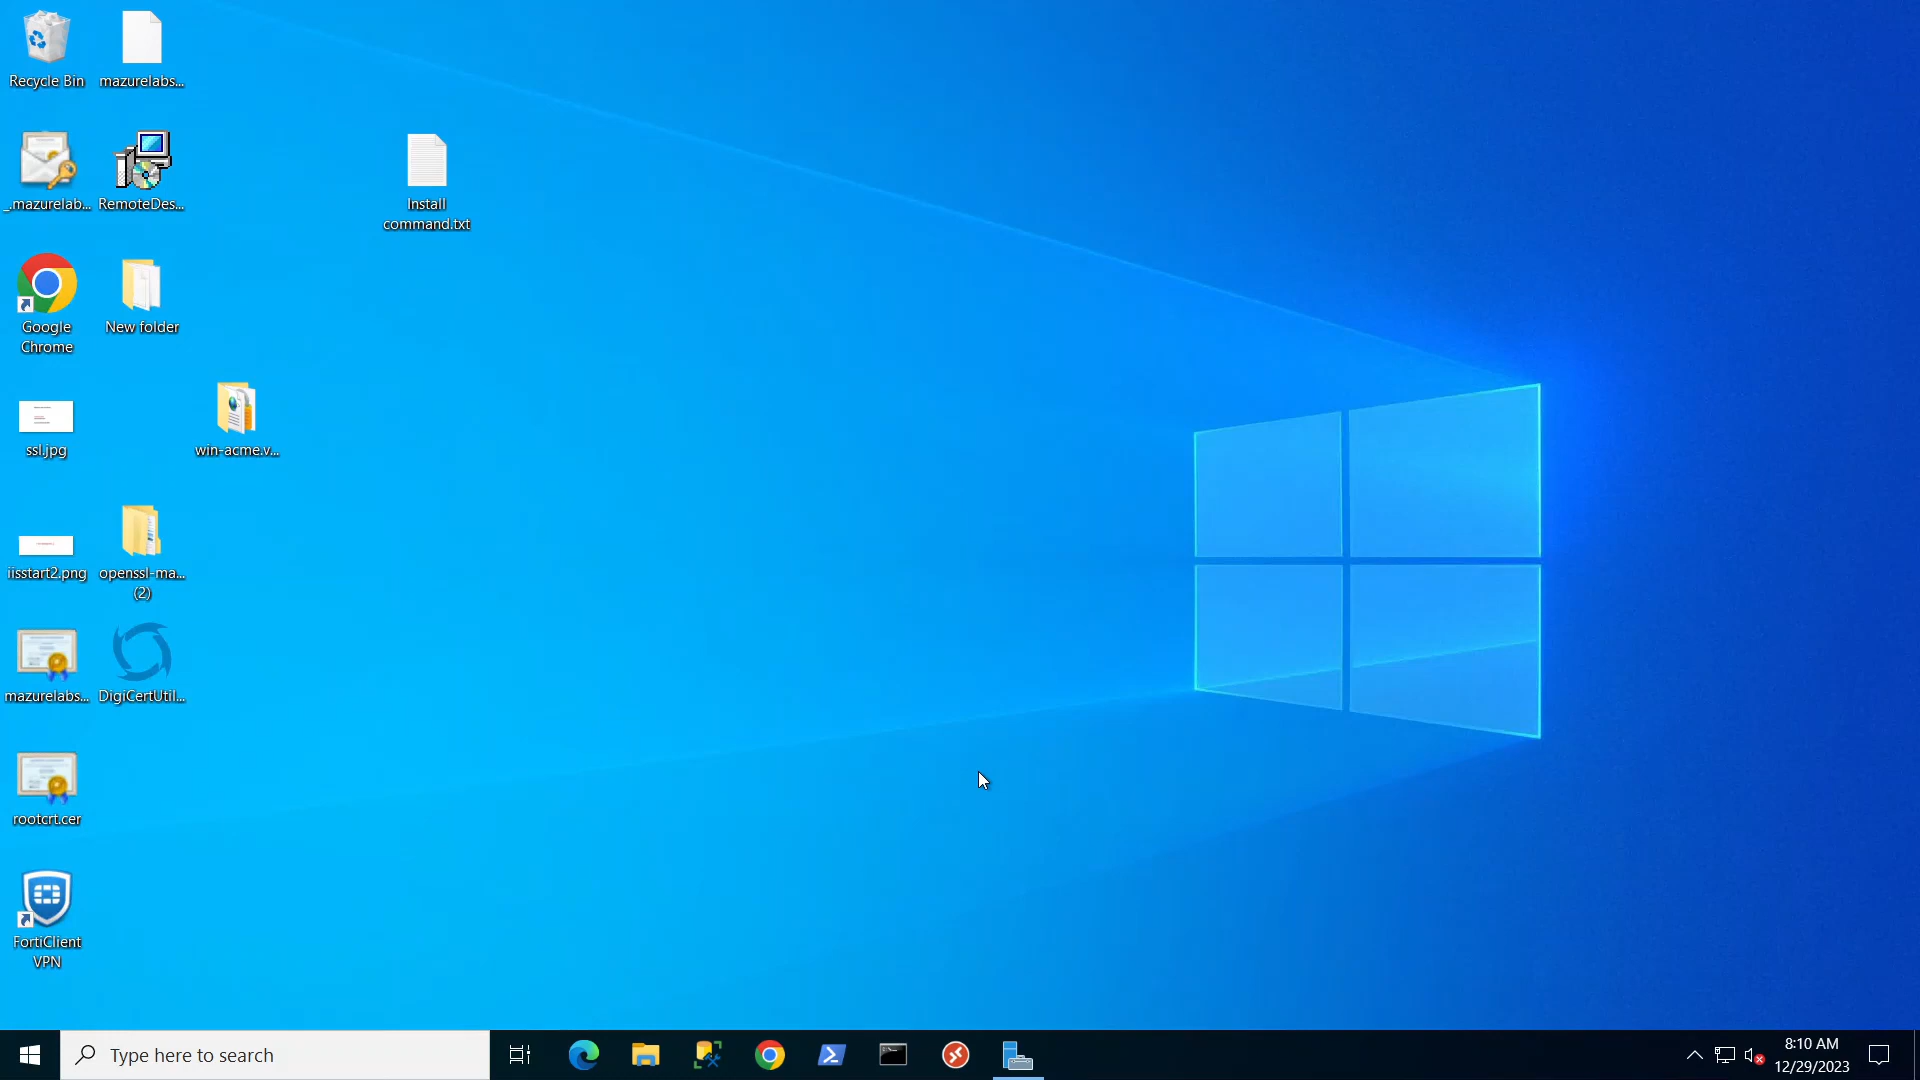 Recycle Bin
mazurelabs...
_.mazurelab...
RemoteDes...
Install
command.txt
Google
Chrome
New folder
ssl.jpg
win-acme.v...
iisstart2.png
openssl-ma...
(2)
mazurelabs...
DigiCertUtil...
rootcrt.cer
FortiClient
VPN
Type here to search
8:10 AM
12/29/2023